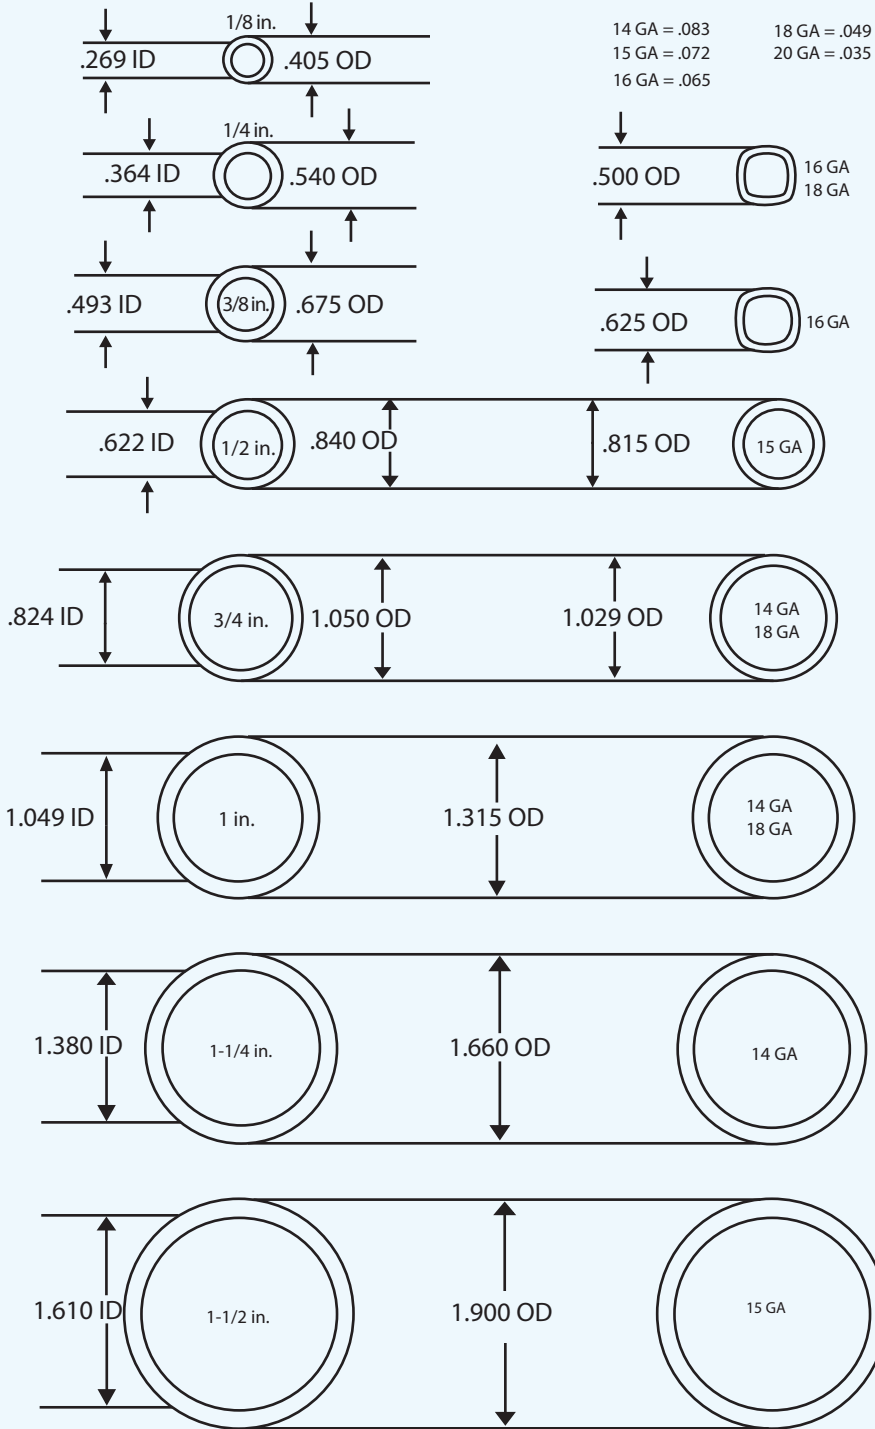 1/8 in.
.269 ID
.405 OD
14 GA = .083
18 GA = .049
15 GA = .072
20 GA = .035
16 GA = .065
1/4 in.
.364 ID
.540 OD
.500 OD
16 GA
18 GA
.493 ID
3/8 in.
.675 OD
.625 OD
16 GA
.622 ID
1/2 in.
.840 OD
.815 OD
15 GA
.824 ID
3/4 in.
1.050 OD
1.029 OD
14 GA
18 GA
1.049 ID
1 in.
1.315 OD
14 GA
18 GA
1.380 ID
1-1/4 in.
1.660 OD
14 GA
1.610 ID
1-1/2 in.
1.900 OD
15 GA